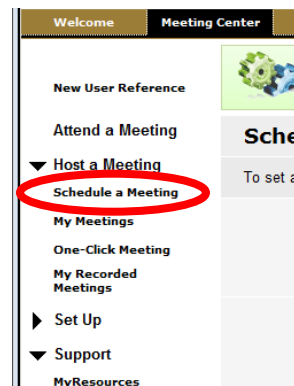 Welcome
Meeting Center
New User Reference
Attend a Meeting
Sche
Host a Meeting
To set a
Schedule a Meeting
My Meetings
One-Click Meeting
My Recorded
Meetings
Set Up
Support
MyResources